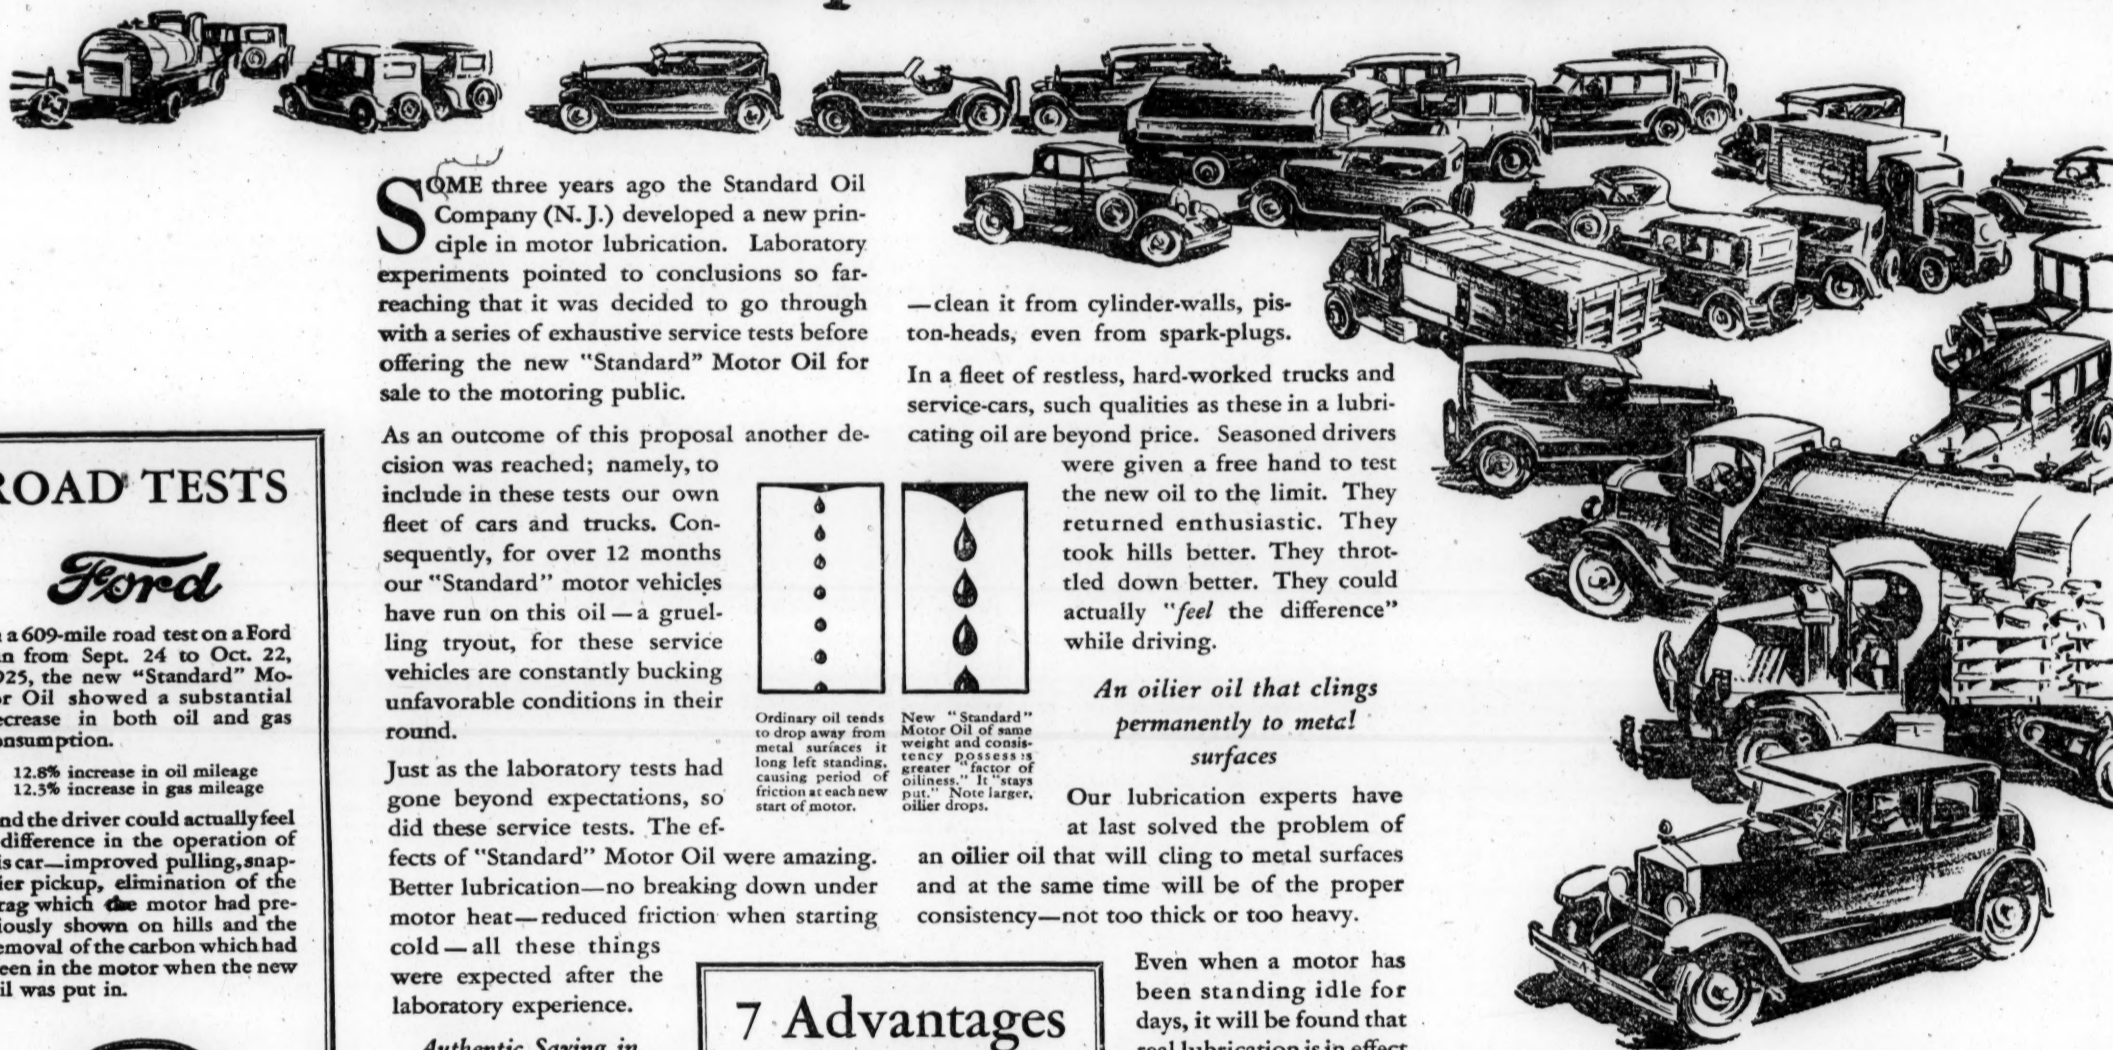 ROAD TESTS
Ford
a 609-mile road test on a Ford
from Sept. 24 to Oct. 22,
the new "Standard" Mo-
Oil showed a substantial
in both oil and gas
12.8% increase in oil mileage
12.3% increase in gas mileage
the driver could actually feel
difference in the operation of
car—improved pulling, snap-
pickup, elimination of the
which the motor had pre-
shown on hills and the
of the carbon which had
in the motor when the new
was put in.
SOME three years ago the Standard Oil
Company (N. J.) developed a new prin-
ciple in motor lubrication. Laboratory
experiments pointed to conclusions so far-
reaching that it was decided to go through
with a series of exhaustive service tests before
offering the new "Standard" Motor Oil for
sale to the motoring public.
As an outcome of this proposal another de-
cision was reached; namely, to
include in these tests our own
fleet of cars and trucks. Con-
sequently, for over 12 months
our "Standard" motor vehicles
have run on this oil—a gruel-
ling tryout, for these service
vehicles are constantly bucking
unfavorable conditions in their
round.
Just as the laboratory tests had
gone beyond expectations, so
did these service tests. The ef-
fects of "Standard" Motor Oil were amazing.
Better lubrication—no breaking down under
motor heat—reduced friction when starting
cold—all these things
were expected after the
laboratory experience.
Authentic Saving in
Ordinary oil tends
to drop away from
metal surfaces if
long left standing,
causing period of
friction at each new
start of motor.
New "Standard"
Motor Oil of same
weight and consis-
tency possesses
greater "factor of
oiliness." It "stays
put." Note larger,
oilier drops.
7 Advantages
—clean it from cylinder-walls, pis-
ton-heads, even from spark-plugs.
In a fleet of restless, hard-worked trucks and
service-cars, such qualities as these in a lubri-
cating oil are beyond price. Seasoned drivers
were given a free hand to test
the new oil to the limit. They
returned enthusiastic. They
took hills better. They throt-
tled down better. They could
actually "feel the difference"
while driving.
An oilier oil that clings
permanently to metal
surfaces
Our lubrication experts have
at last solved the problem of
an oilier oil that will cling to metal surfaces
and at the same time will be of the proper
consistency—not too thick or too heavy.
Even when a motor has
been standing idle for
days, it will be found that
real lubrication is in effect